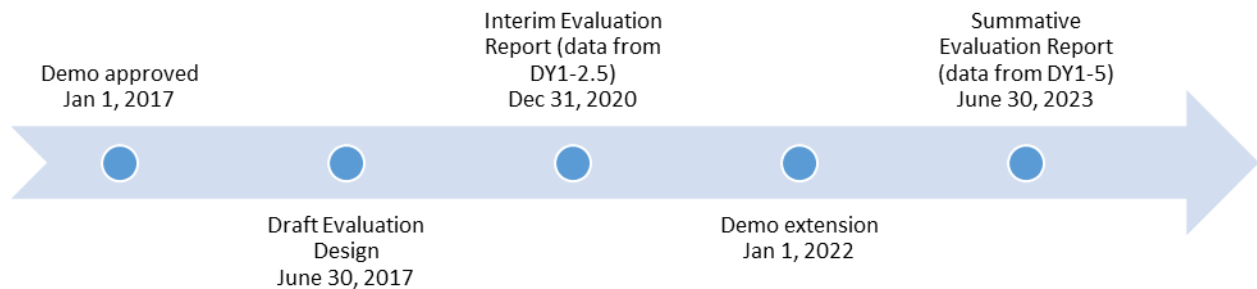 Demo approved
Jan 1, 2017
Draft Evaluation
Design
June 30, 2017
Interim Evaluation
Report (data from
DY1-2.5)
Dec 31, 2020
Demo extension
Jan 1, 2022
Summative
Evaluation Report
(data from DY1-5)
June 30, 2023